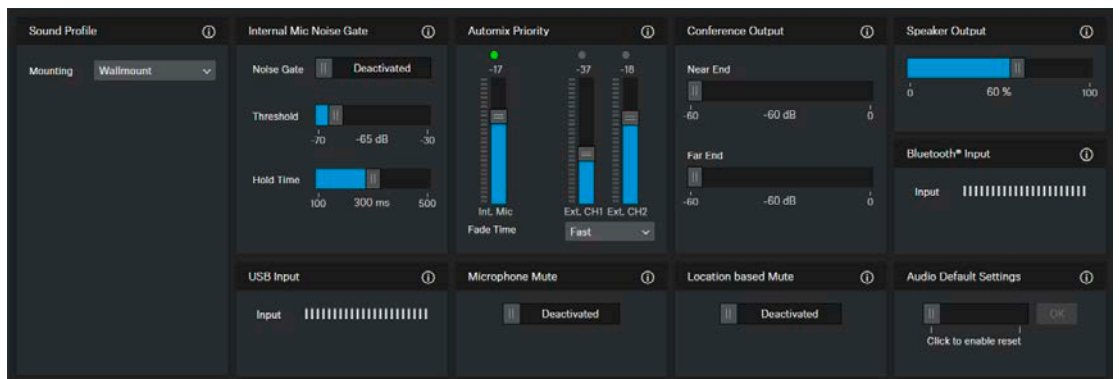 Sound Profile
Mounting Wallmount
Internal Mic Noise Gate
Noise Gate Deactivated
Threshold
-70 -65 dB -30
Hold Time
100 300 ms 500
Automix Priority
-17 -37 -18
Int. Mic Ext. CH1 Ext. CH2
Fade Time Fast
Conference Output
Near End
-60 -60 dB 0
Far End
-60 -60 dB 0
Speaker Output
0 60 % 100
Bluetooth® Input
Input
USB Input
Input
Microphone Mute
Deactivated
Location based Mute
Deactivated
Audio Default Settings
OK
Click to enable reset